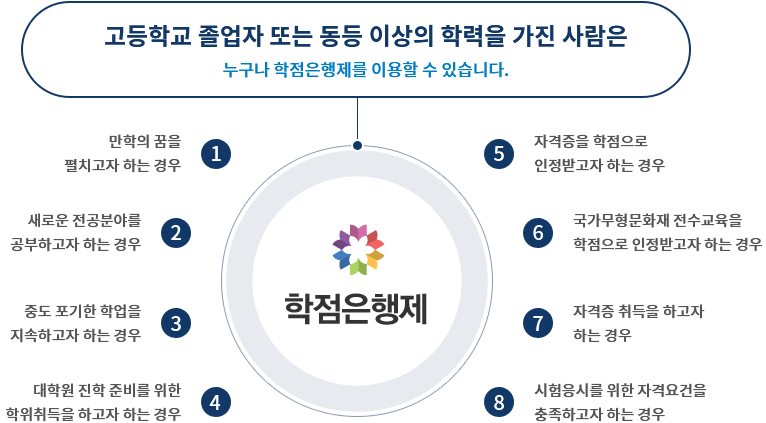 고등학교 졸업자 또는 동등 이상의 학력을 가진 사람은
누구나 학점은행제를 이용할 수 있습니다.
만학의 꿈을
펼치고자 하는 경우
1
새로운 전공분야를
공부하고자 하는 경우
2
중도 포기한 학업을
지속하고자 하는 경우
3
대학원 진학 준비를 위한
학위취득을 하고자 하는 경우
4
학점은행제
5
자격증을 학점으로
인정받고자 하는 경우
6
국가무형문화재 전수교육을
학점으로 인정받고자 하는 경우
7
자격증 취득을 하고자
하는 경우
8
시험응시를 위한 자격요건을
충족하고자 하는 경우